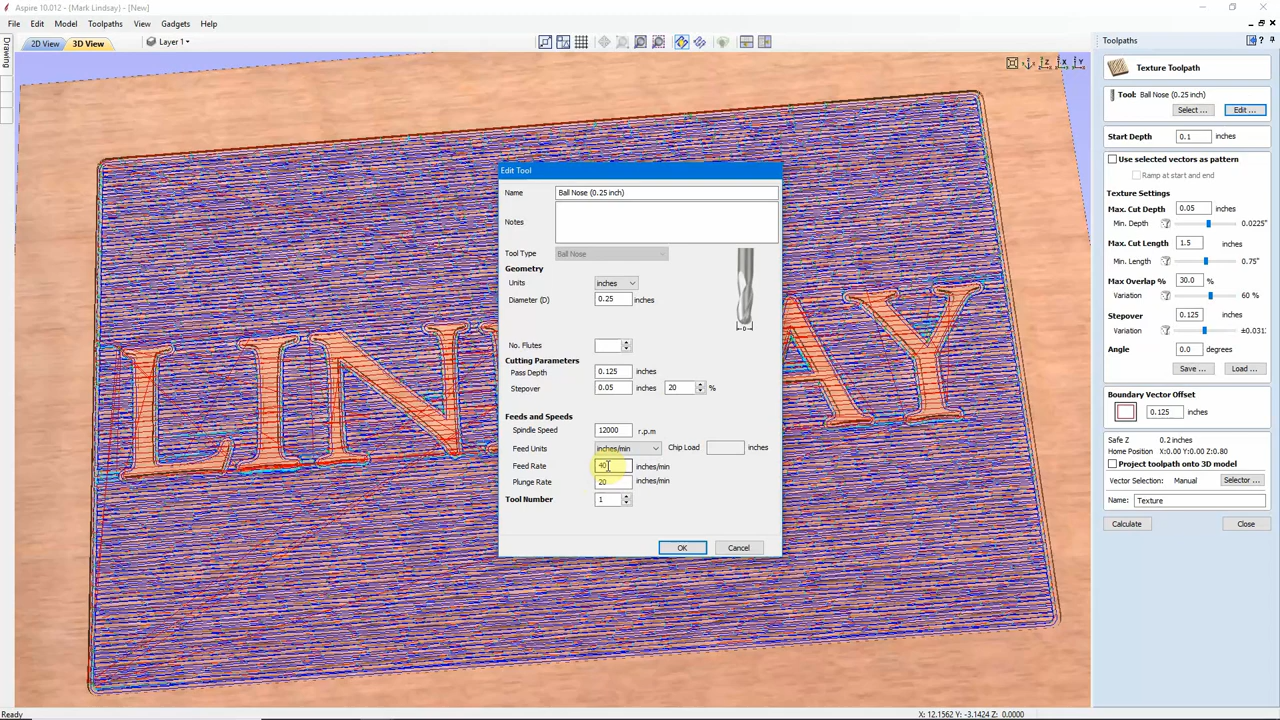 Aspire 10.012 - {Mark Lindsay} - [New]
File Edit Model Toolpaths View Gadgets Help
2D View 3D View Layer 1
Drawing
Toolpaths
Texture Toolpath
Tool: Ball Nose (0.25 inch)
Select ... Edit ...
Start Depth 0.1 inches
Use selected vectors as pattern
Ramp at start and end
Texture Settings
Max. Cut Depth 0.05
Min. Depth 0.0225"
Max. Cut Length 1.5 inches
Min. Length 0.75"
Max Overlap % 30.0 %
Variation 60 %
Stepover 0.125 inches
Variation
Angle 0.0 degrees
Save ... Load ...
Boundary Vector Offset
0.125 inches
Safe Z 0.2 inches
Home Position X:0.00 Y:0.00 Z:0.80
Project toolpath onto 3D model
Vector Selection: Manual Selector ...
Name: Texture
Calculate Close
Edit Tool
Name Ball Nose (0.25 inch)
Notes
Tool Type Ball Nose
Geometry
Units inches
Diameter (D) 0.25 inches
D
No. Flutes
Cutting Parameters
Pass Depth 0.125 inches
Stepover 0.05 inches 20 %
Feeds and Speeds
Spindle Speed 12000 r.p.m
Feed Units inches/min Chip Load inches
Feed Rate 40 inches/min
Plunge Rate 20 inches/min
Tool Number 1
OK Cancel
Ready X: 12.1562 Y: -3.1424 Z: 0.0000